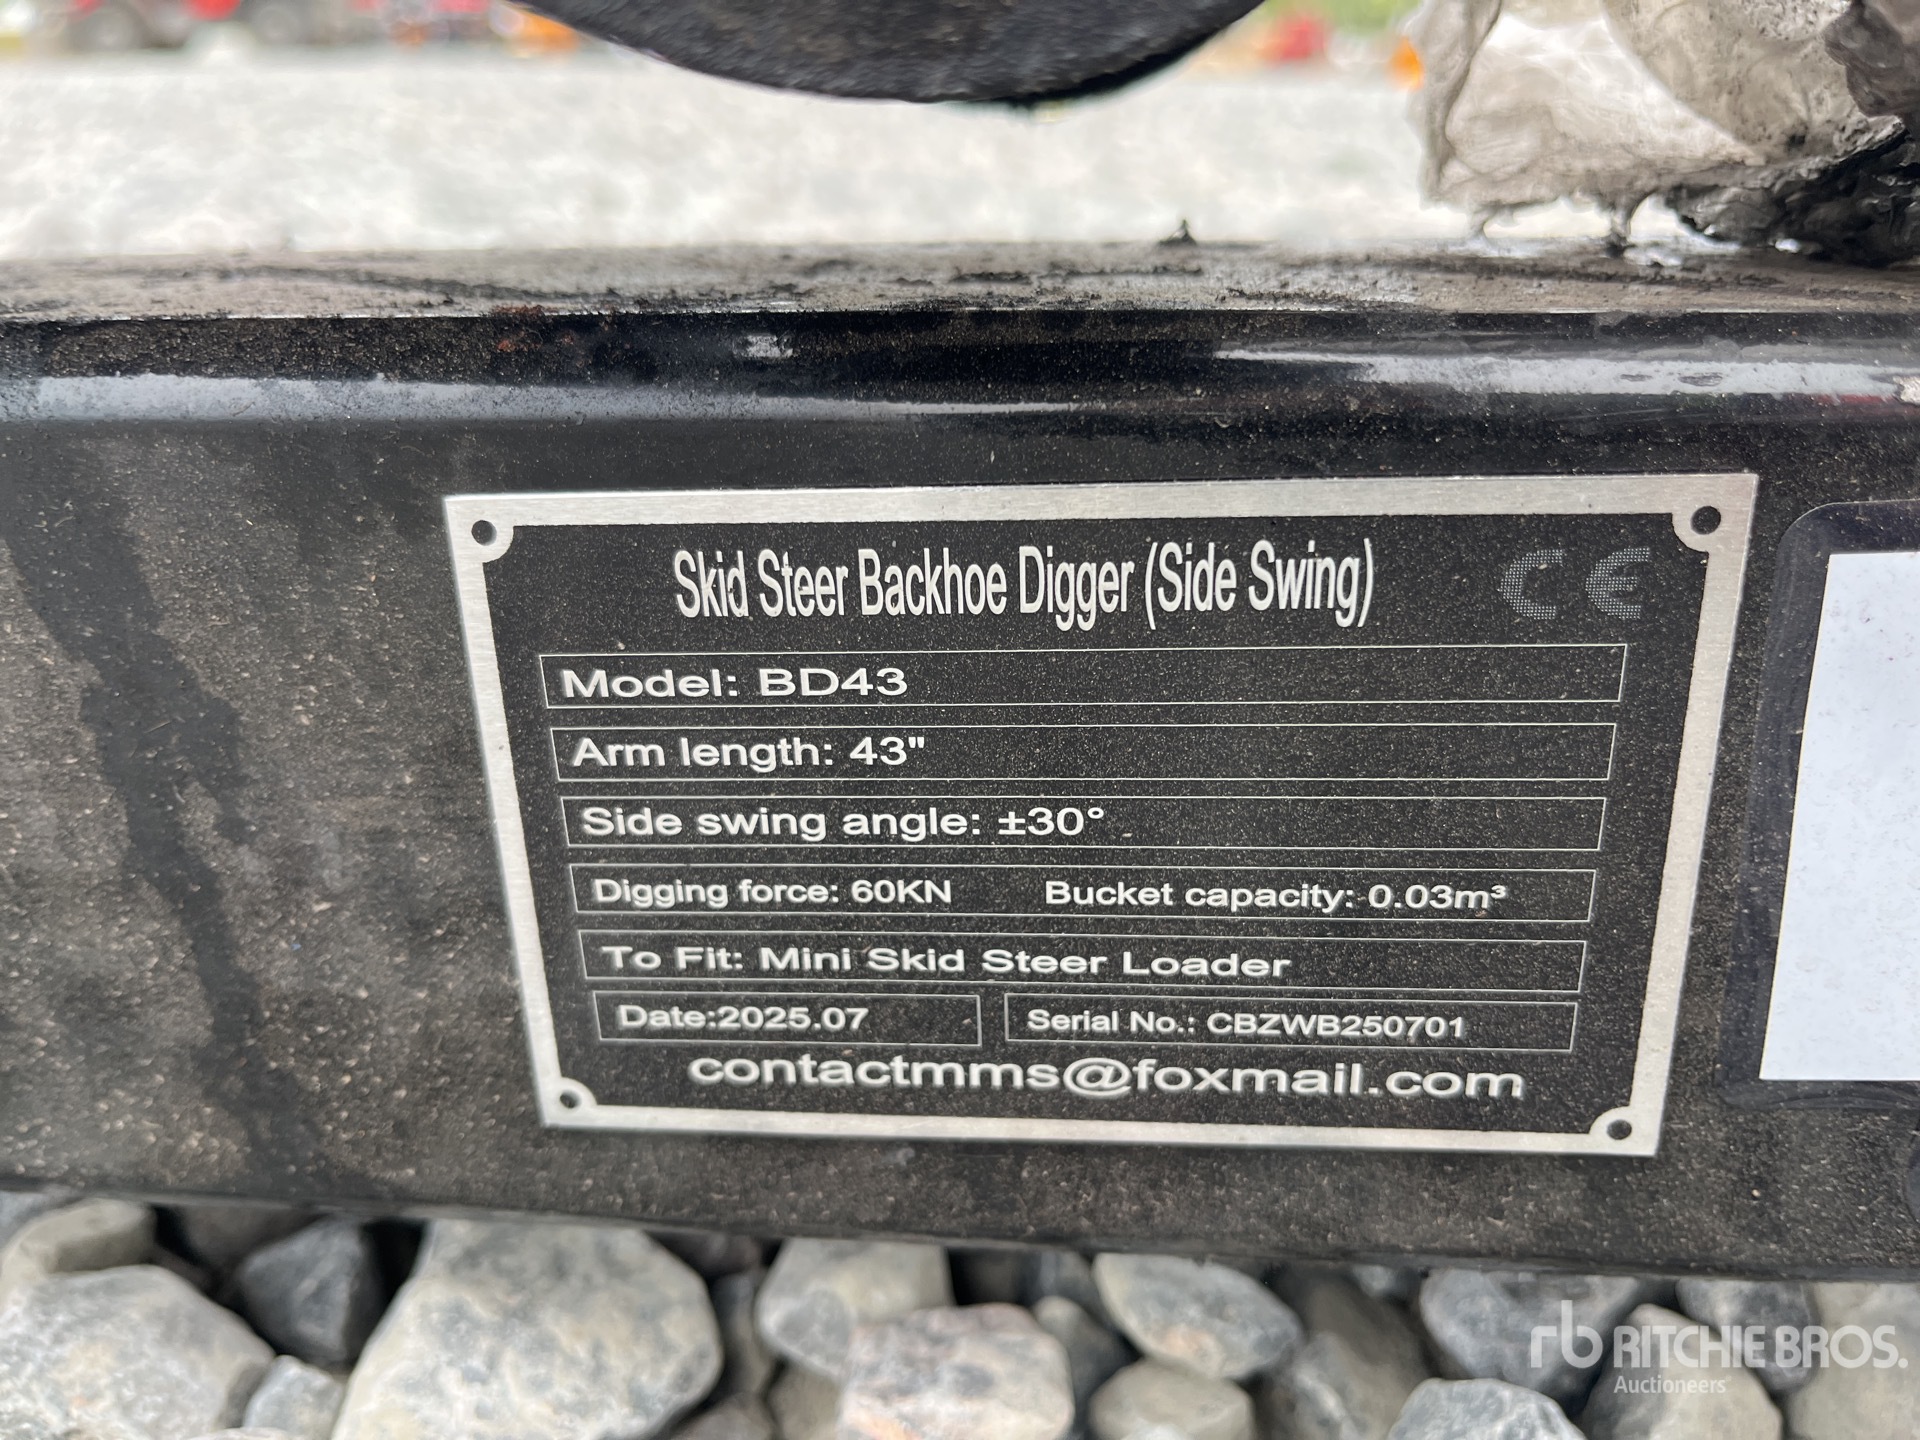 Skid Steer Backhoe Digger (Side Swing) CE
Model: BD43
Arm length: 43"
Side swing angle: ±30°
Digging force: 60KN Bucket capacity: 0.03m³
To Fit: Mini Skid Steer Loader
Date:2025.07 Serial No.: CBZWB250701
contactmms@foxmail.com
rb RITCHIE BROS.
Auctioneers